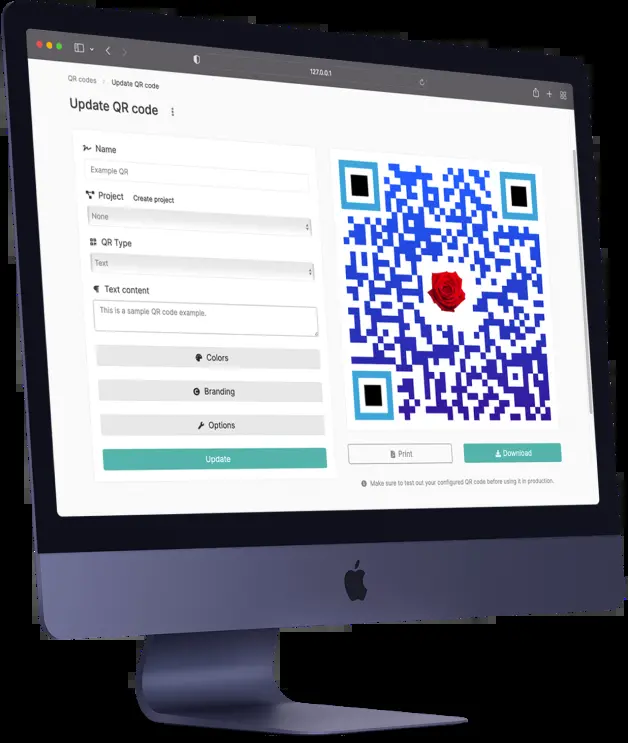 127.0.0.1
QR codes › Update QR code
Update QR code
Name
Example QR
Project Create project
None
QR Type
Text
Text content
This is a sample QR code example.
Colors
Branding
Options
Update
Print
Download
Make sure to test out your configured QR code before using it in production.